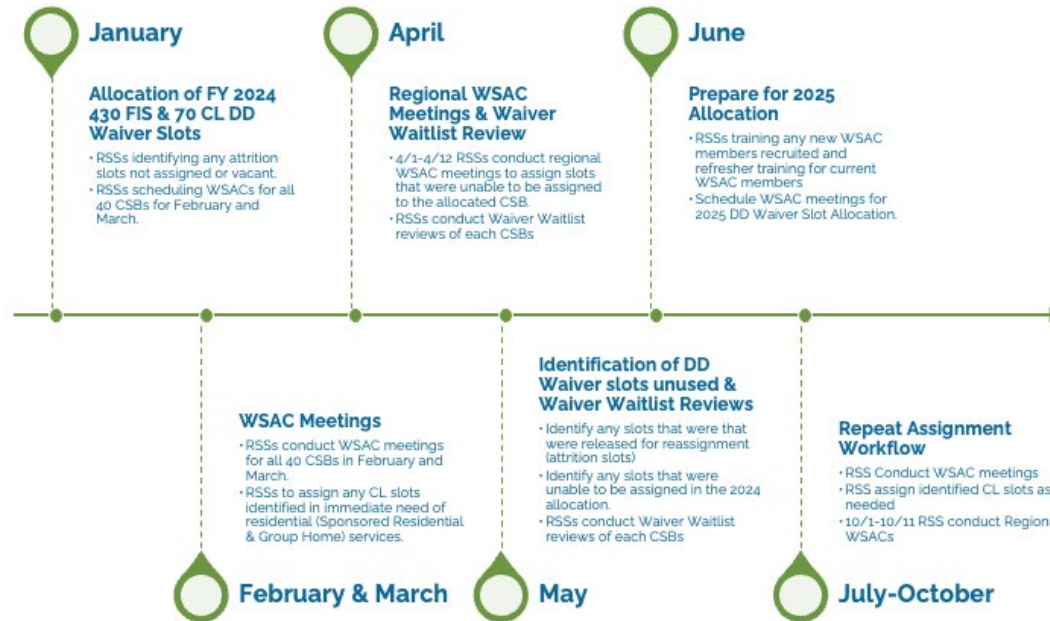 January
Allocation of FY 2024
430 FIS & 70 CL DD
Waiver Slots
• RSSs identifying any attrition
slots not assigned or vacant.
• RSSs scheduling WSACs for all
40 CSBs for February and
March.
April
Regional WSAC
Meetings & Waiver
Waitlist Review
• 4/1-4/12 RSSs conduct regional
WSAC meetings to assign slots
that were unable to be assigned
to the allocated CSB.
• RSSs conduct Waiver Waitlist
reviews of each CSBs
June
Prepare for 2025
Allocation
• RSSs training any new WSAC
members recruited and
refresher training for current
WSAC members
• Schedule WSAC meetings for
2025 DD Waiver Slot Allocation.
WSAC Meetings
• RSSs conduct WSAC meetings
for all 40 CSBs in February and
March.
• RSSs to assign any CL slots
identified in immediate need of
residential (Sponsored Residential
& Group Home) services.
February & March
Identification of DD
Waiver slots unused &
Waiver Waitlist Reviews
• Identify any slots that were that
were released for reassignment
(attrition slots)
• Identify any slots that were
unable to be assigned in the 2024
allocation.
• RSSs conduct Waiver Waitlist
reviews of each CSBs
May
Repeat Assignment
Workflow
• RSS Conduct WSAC meetings
• RSS assign identified CL slots as
needed
• 10/1-10/11 RSS conduct Region
WSACs
July-October